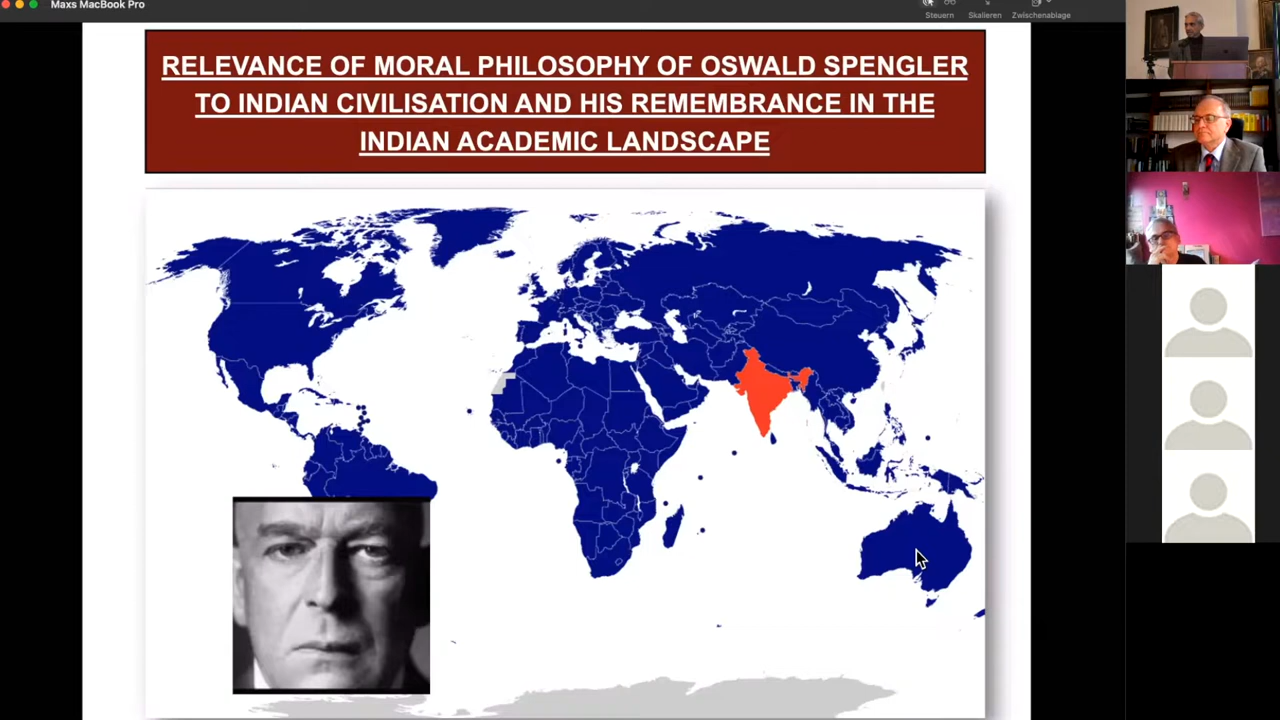 Maxs MacBook Pro
Steuern
Skalieren
Zwischenablage
RELEVANCE OF MORAL PHILOSOPHY OF OSWALD SPENGLER
TO INDIAN CIVILISATION AND HIS REMEMBRANCE IN THE
INDIAN ACADEMIC LANDSCAPE